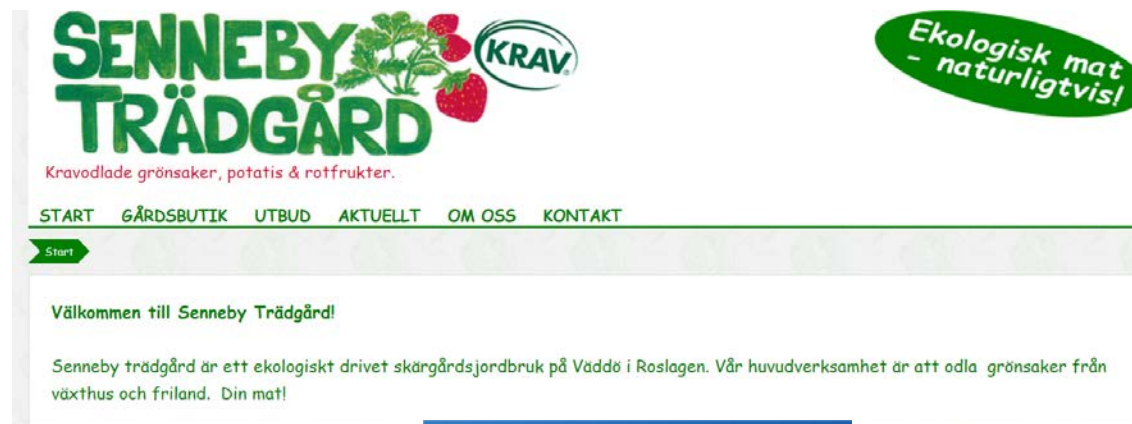 SENNEBY
TRÄDGÅRD
KRAV
Ekologisk mat
- naturligtvis!
Kravodlade grönsaker, potatis & rotfrukter.
START GÅRDSBUTIK UTBUD AKTUELLT OM OSS KONTAKT
Start
Välkommen till Senneby Trädgård!
Senneby trädgård är ett ekologiskt drivet skärgårdsjordbruk på Väddö i Roslagen. Vår huvudverksamhet är att odla grönsaker från
växthus och friland. Din mat!